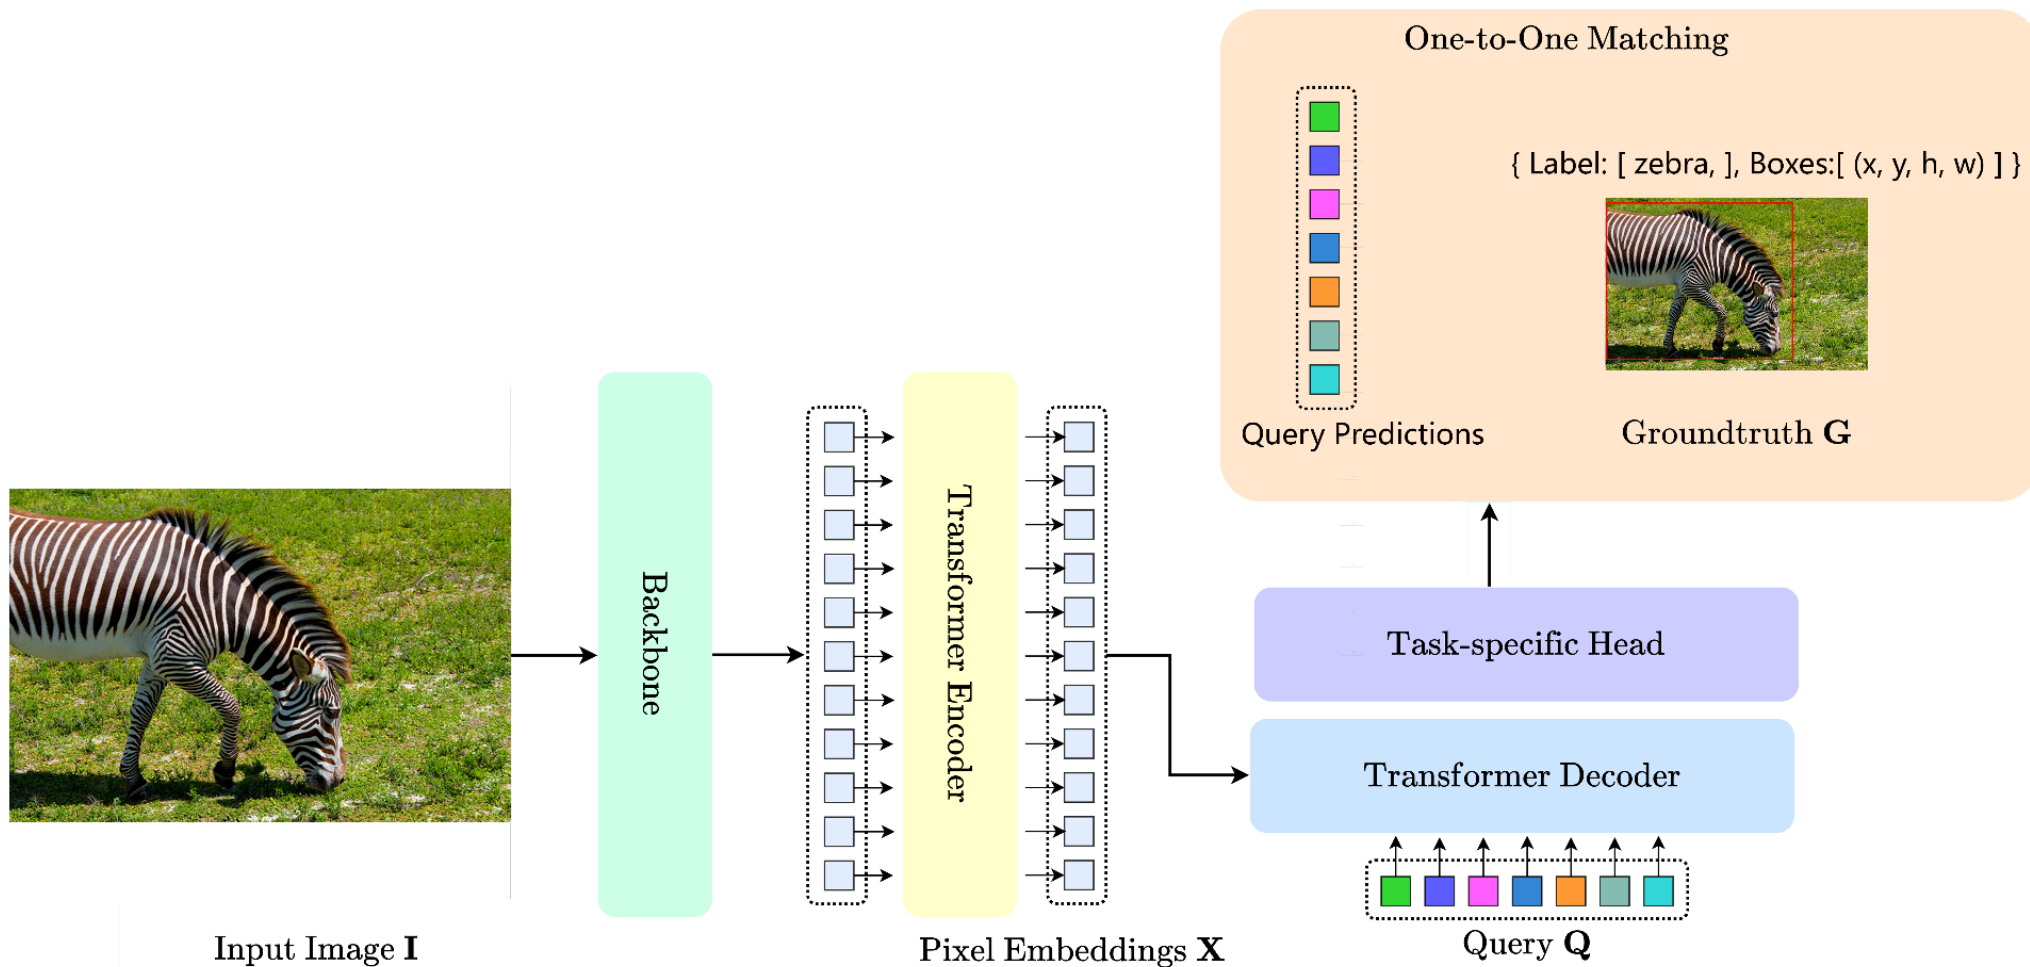 One-to-One Matching
{ Label: [ zebra, ], Boxes:[ (x, y, h, w) ] }
Query Predictions
Groundtruth G
Backbone
Transformer Encoder
Task-specific Head
Transformer Decoder
Input Image I
Pixel Embeddings X
Query Q